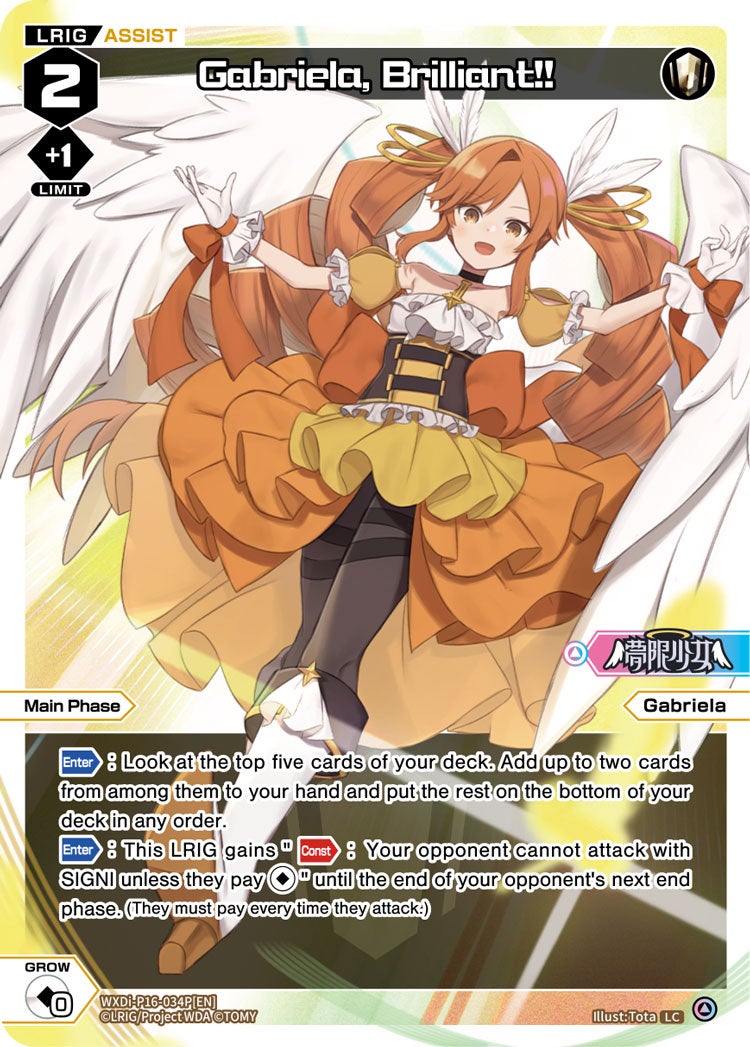 LRIG ASSIST
2
Gabriela, Brilliant!!
+1
LIMIT
夢限少女
Main Phase
Gabriela
Enter : Look at the top five cards of your deck. Add up to two cards
from among them to your hand and put the rest on the bottom of your
deck in any order.
Enter : This LRIG gains " Const : Your opponent cannot attack with
SIGNI unless they pay " until the end of your opponent's next end
phase. (They must pay every time they attack.)
GROW
0
WXDi-P16-034P[EN]
©LRIG/Project WDA ©TOMY
Illust:Tota LC